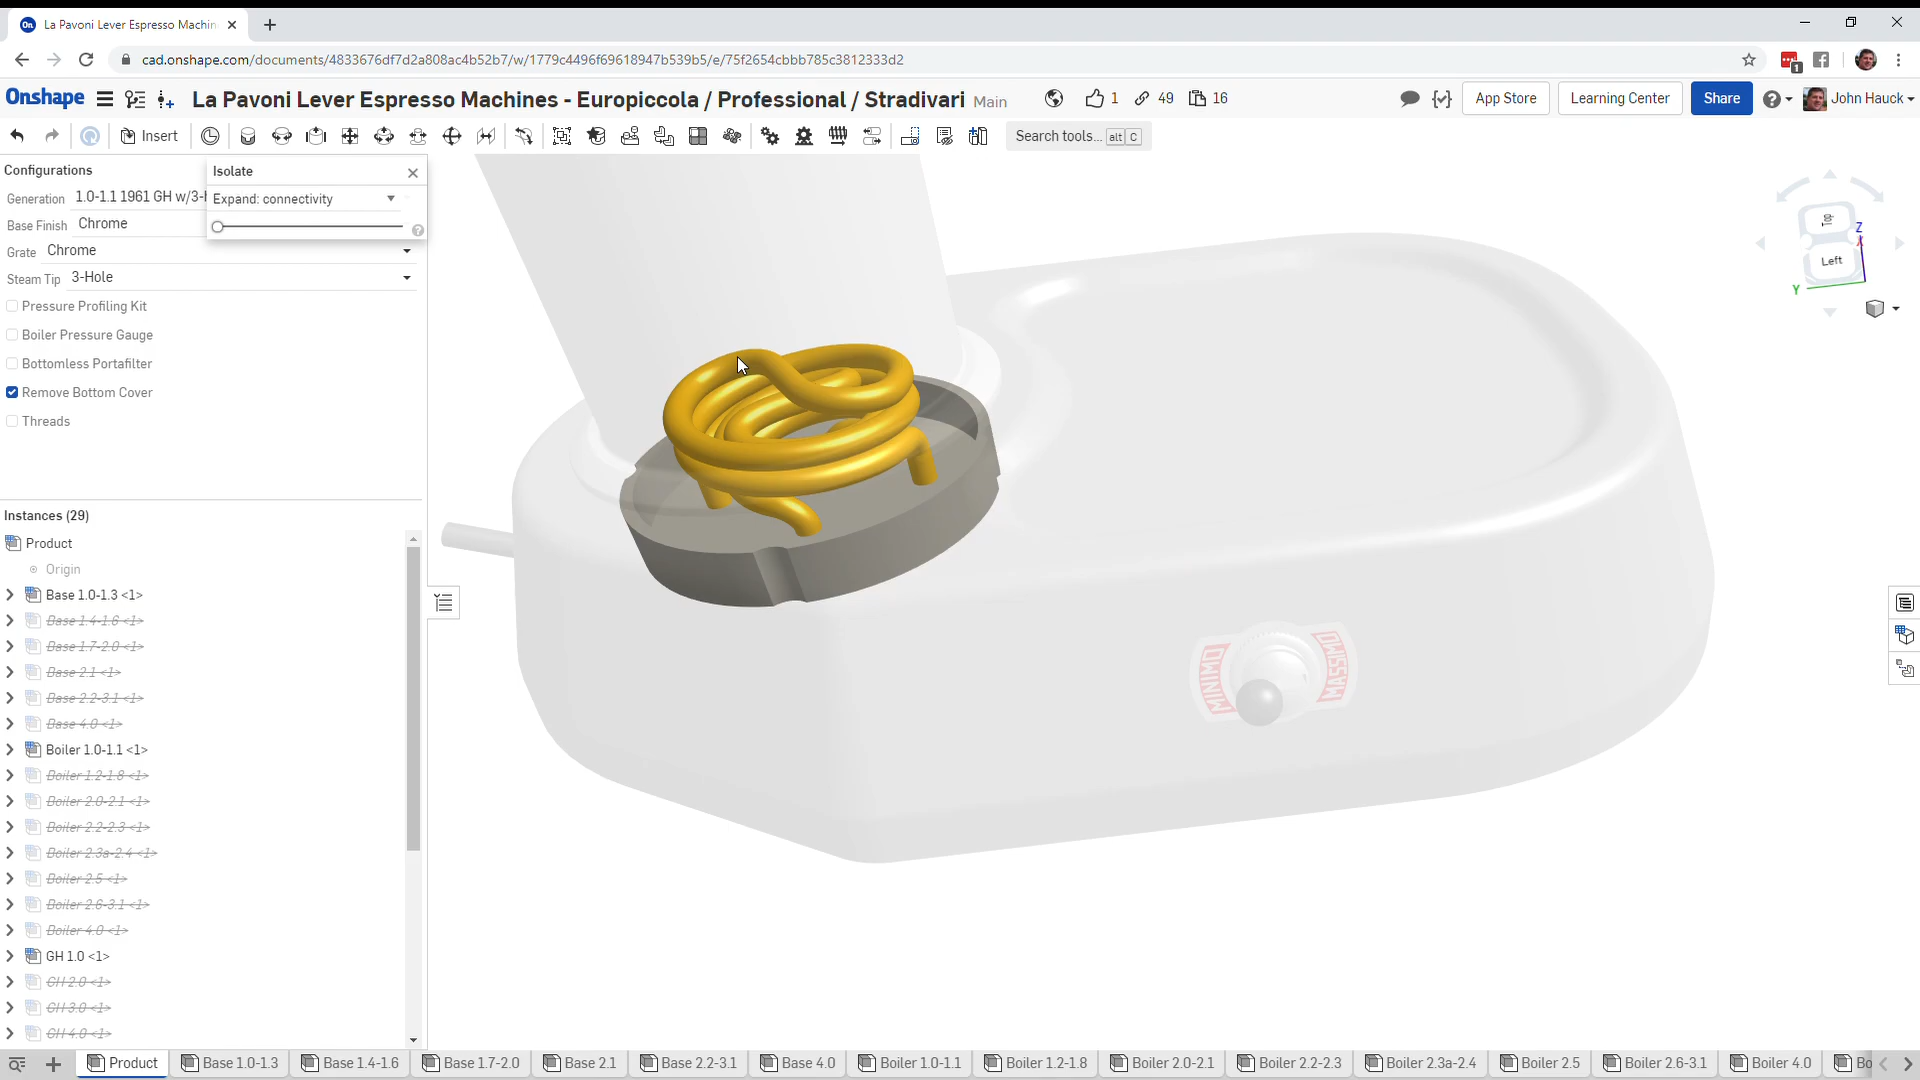 La Pavoni Lever Espresso Machin
cad.onshape.com/documents/4833676df7d2a808ac4b52b7/w/1779c4496f69618947b539b5/e/75f2654cbbb785c3812333d2
1
Onshape
La Pavoni Lever Espresso Machines - Europiccola / Professional / Stradivari Main
1
49
16
App Store
Learning Center
Share
John Hauck
Insert
Search tools... alt C
Configurations
Generation 1.0-1.1 1961 GH w/3-
Base Finish Chrome
Grate Chrome
Steam Tip 3-Hole
Pressure Profiling Kit
Boiler Pressure Gauge
Bottomless Portafilter
Remove Bottom Cover
Threads
Isolate
Expand: connectivity
Z
X
Left
Y
Instances (29)
Product
Origin
Base 1.0-1.3 <1>
Base 1.4-1.6 <1>
Base 1.7-2.0 <1>
Base 2.1 <1>
Base 2.2-3.1 <1>
Base 4.0 <1>
Boiler 1.0-1.1 <1>
Boiler 1.2-1.8 <1>
Boiler 2.0-2.1 <1>
Boiler 2.2-2.3 <1>
Boiler 2.3a-2.4 <1>
Boiler 2.5 <1>
Boiler 2.6-3.1 <1>
Boiler 4.0 <1>
GH 1.0 <1>
GH 2.0 <1>
GH 3.0 <1>
GH 4.0 <1>
MINIMO
MASSIMO
Product
Base 1.0-1.3
Base 1.4-1.6
Base 1.7-2.0
Base 2.1
Base 2.2-3.1
Base 4.0
Boiler 1.0-1.1
Boiler 1.2-1.8
Boiler 2.0-2.1
Boiler 2.2-2.3
Boiler 2.3a-2.4
Boiler 2.5
Boiler 2.6-3.1
Boiler 4.0
Bo